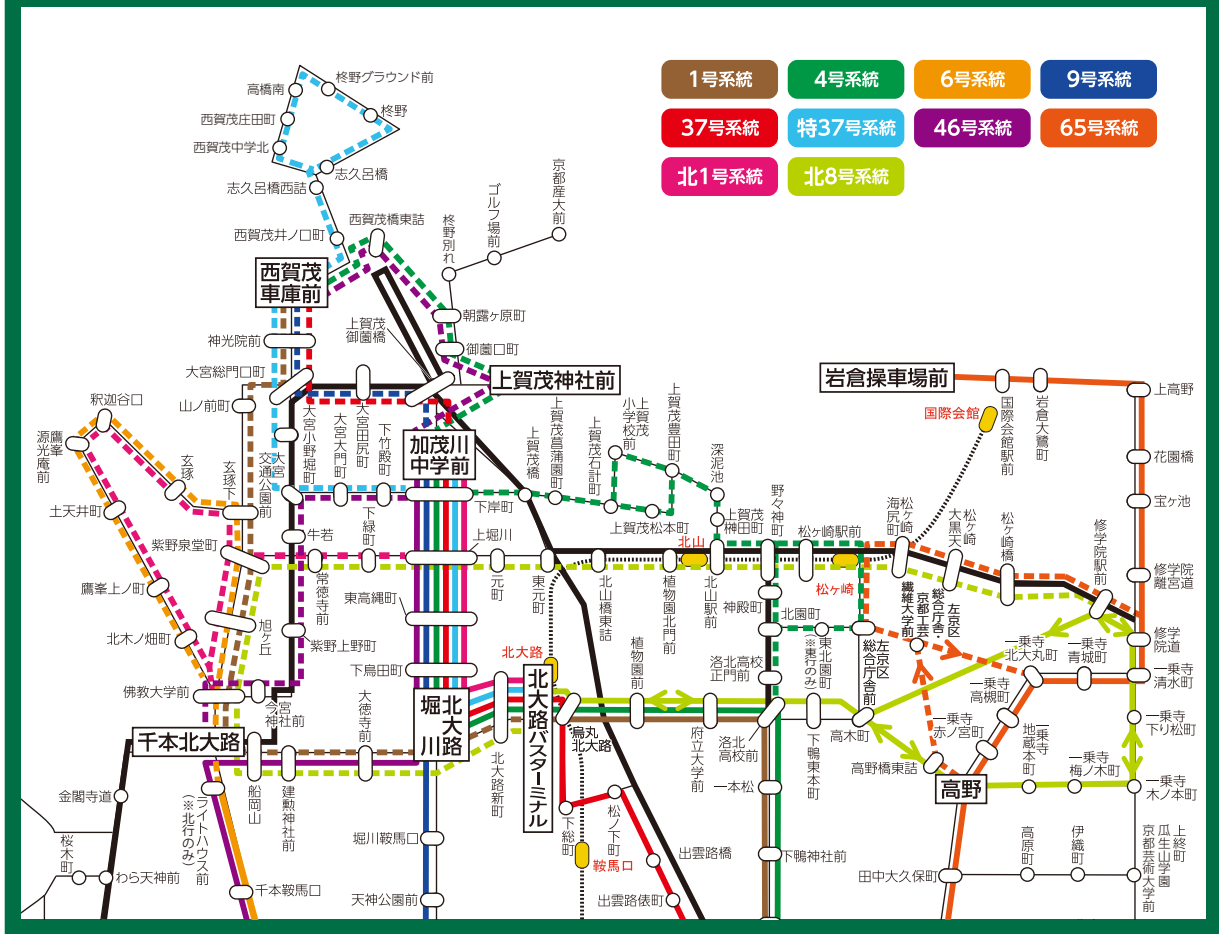 1号系統
4号系統
6号系統
9号系統
37号系統
特37号系統
46号系統
65号系統
北1号系統
北8号系統
高橋南
柊野グラウンド前
柊野
西賀茂庄田町
西賀茂中学北
志久呂橋
志久呂橋西詰
西賀茂井ノ口町
西賀茂橋東詰
柊野別れ
ゴルフ場前
京都産大前
西賀茂
車庫前
神光院前
上賀茂
御薗橋
朝露ヶ原町
御薗口町
大宮総門口町
上賀茂神社前
岩倉操車場前
国際会館
国際会館駅前
岩倉大鷺町
上高野
山ノ前町
釈迦谷口
鷹峯
源光庵前
玄琢
玄琢下
大宮
交通公園前
大宮小野堀町
大宮大門町
大宮田尻町
下竹殿町
加茂川
中学前
上賀茂橋
上賀茂菖蒲園町
上賀茂石計町
上賀茂
小学校前
上賀茂豊田町
上賀茂松本町
深泥池
上賀茂
榊田町
野々神町
松ヶ崎駅前
松ヶ崎
海尻町
松ヶ崎
大黒天
松ヶ崎橋
修学院駅前
花園橋
宝ヶ池
修学院
離宮道
修学
院道
土天井町
紫野泉堂町
牛若
下緑町
下岸町
上堀川
元町
東元町
北山橋東詰
北山
植物園北門前
北山駅前
松ヶ崎
神殿町
北園町
東北園町
(※東行のみ)
左京区
総合庁舎前
京都工芸
繊維大学前
左京区
総合庁舎・
鷹峯上ノ町
北木ノ畑町
常徳寺前
東高縄町
旭ヶ丘
紫野上野町
下鳥田町
佛教大学前
今宮
神社前
大徳寺前
北大路
堀川
北大路
北大路バスターミナル
植物園前
洛北高校
正門前
烏丸
北大路
府立大学前
洛北
高校前
下鴨東本町
高木町
高野橋東詰
高野
一乗寺
赤ノ宮町
一乗寺
高槻町
一乗寺
北大丸町
一乗寺
青城町
一乗寺
清水町
一乗寺
下り松町
一乗寺
地蔵本町
一乗寺
梅ノ木町
一乗寺
木ノ本町
千本北大路
船岡山
建勲神社前
北大路新町
ライトハウス前
(※北行のみ)
金閣寺道
桜木町
わら天神前
千本鞍馬口
堀川鞍馬口
天神公園前
下総町
鞍馬口
松ノ下町
出雲路橋
出雲路俵町
一本松
下鴨神社前
田中大久保町
高原町
伊織町
上終町
瓜生山学園
京都芸術大学前